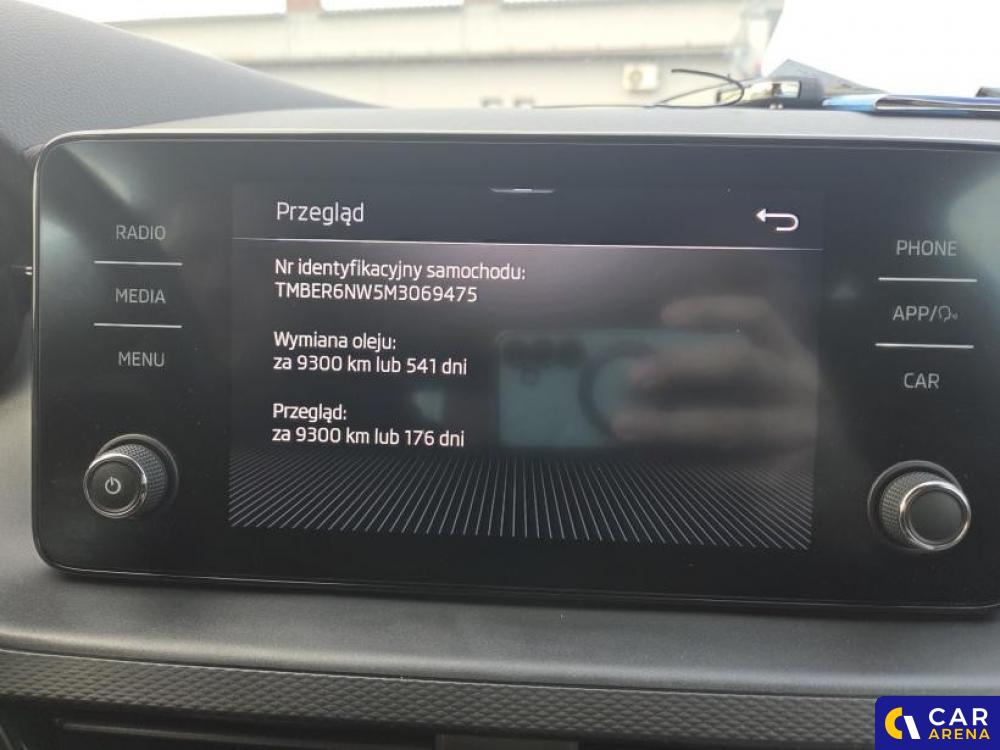 RADIO
MEDIA
MENU
Przegląd
Nr identyfikacyjny samochodu:
TMBER6NW5M3069475
Wymiana oleju:
za 9300 km lub 541 dni
Przegląd:
za 9300 km lub 176 dni
PHONE
APP/
CAR
CAR
ARENA